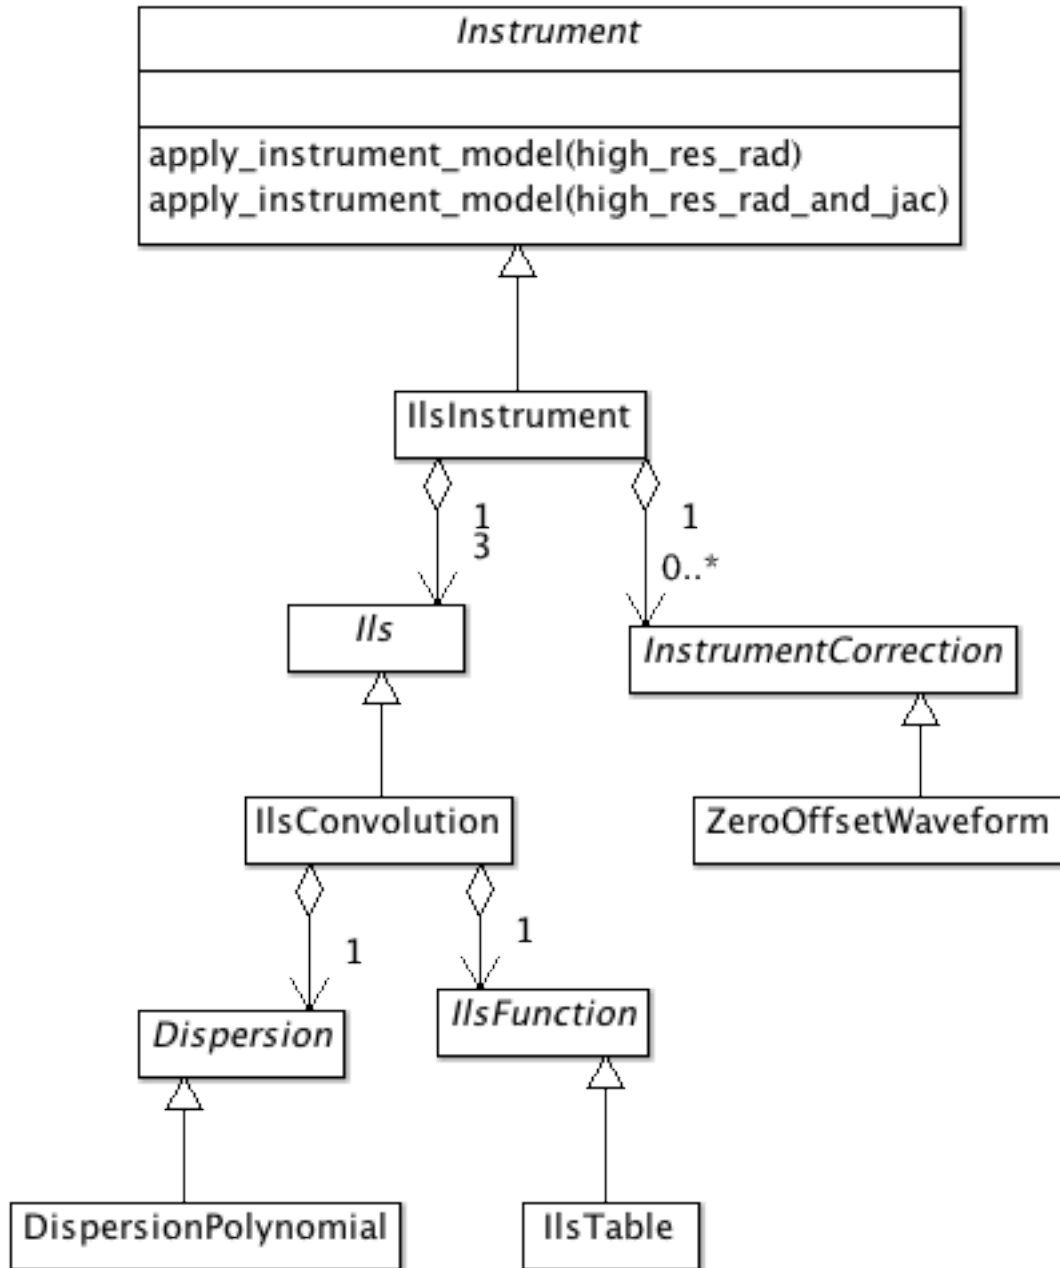 Instrument
apply_instrument_model(high_res_rad)
apply_instrument_model(high_res_rad_and_jac)
IlsInstrument
1
3
1
0..*
Ils
InstrumentCorrection
IlsConvolution
ZeroOffsetWaveform
1
1
Dispersion
IlsFunction
DispersionPolynomial
IlsTable